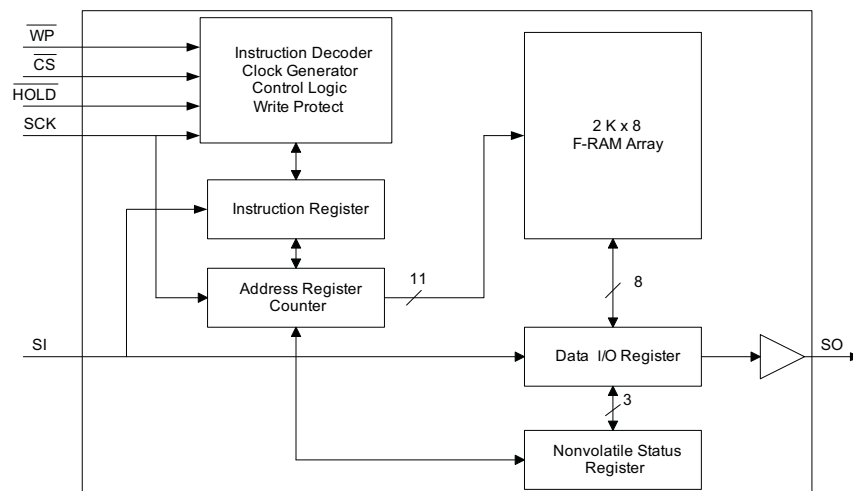 WP
CS
HOLD
SCK
Instruction Decoder
Clock Generator
Control Logic
Write Protect
2 K x 8
F-RAM Array
Instruction Register
Address Register
Counter
11
8
SI
Data I/O Register
SO
3
Nonvolatile Status
Register